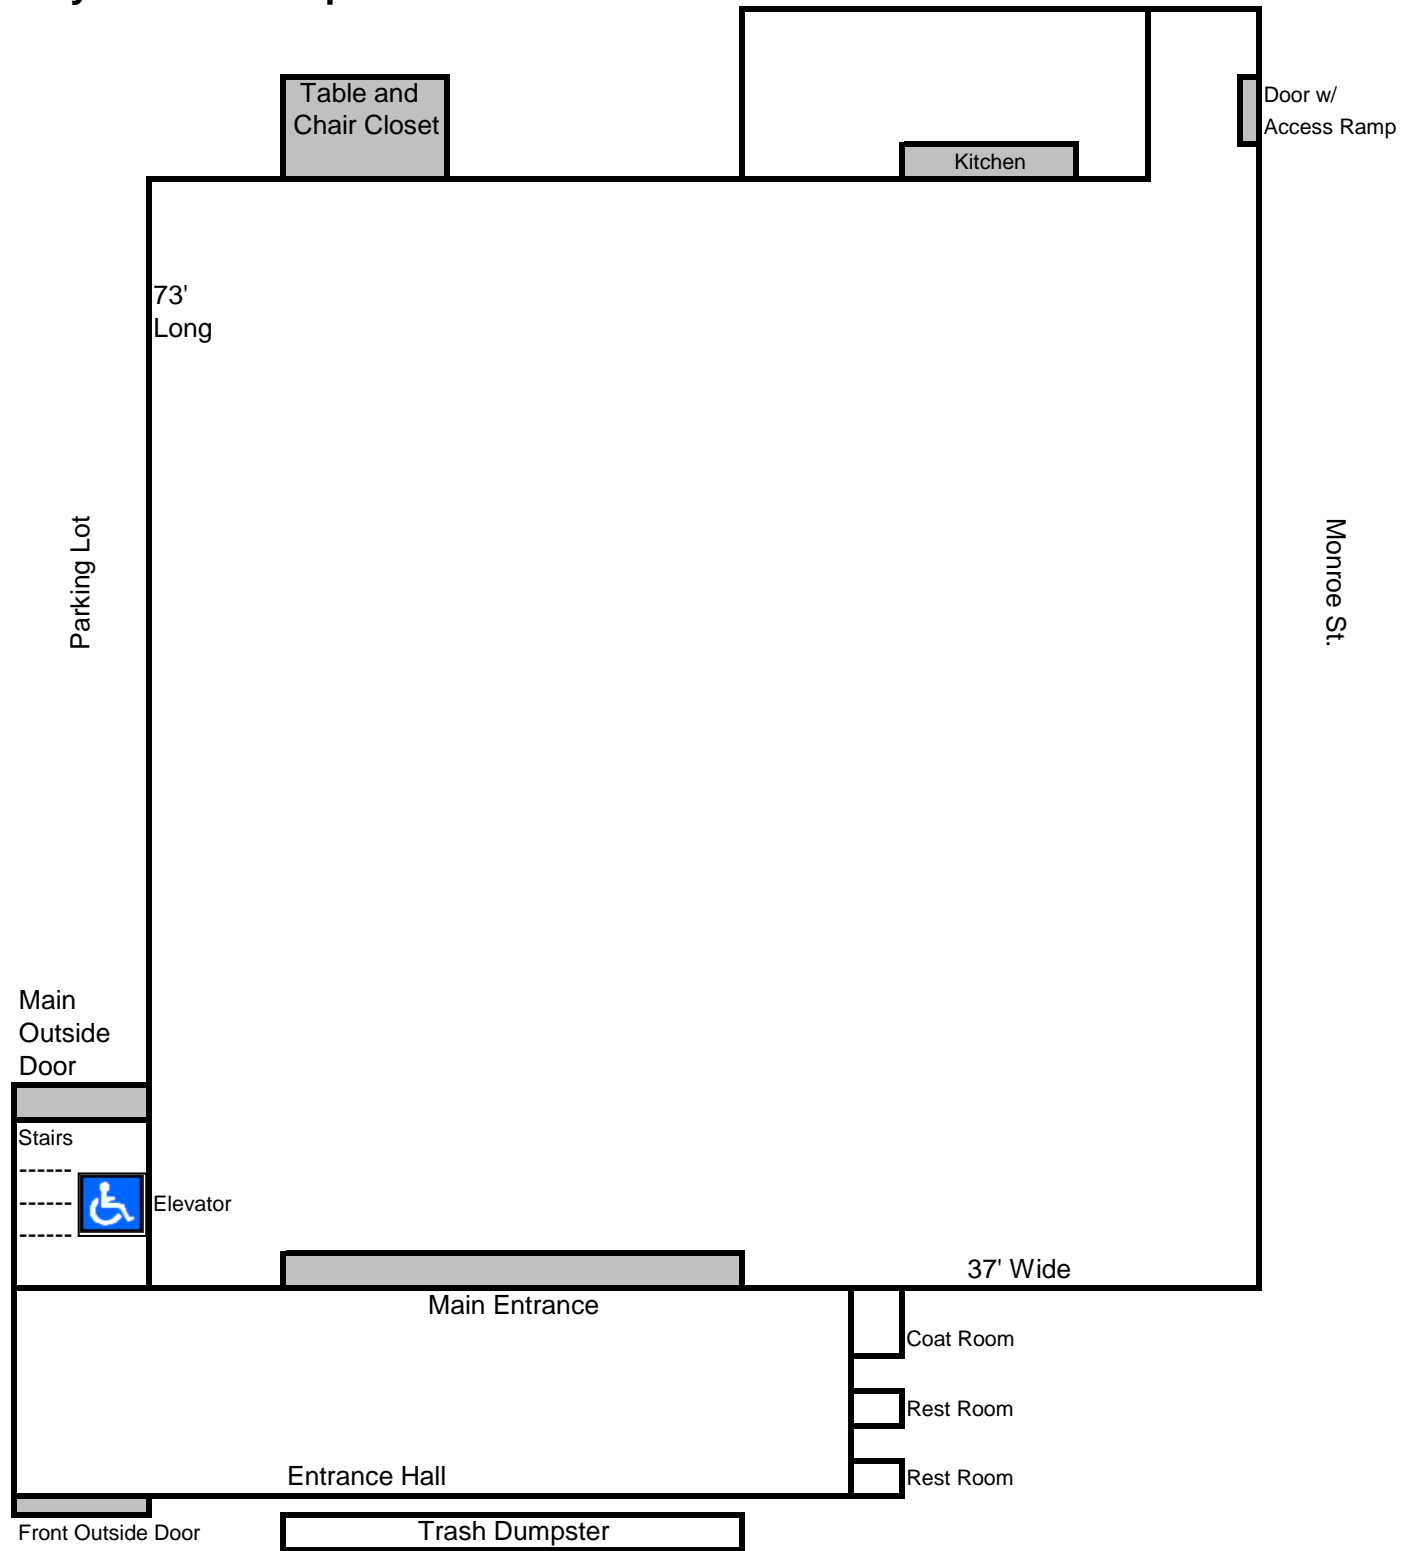 Table and
Chair Closet
Door w/
Access Ramp
Kitchen
73'
Long
Parking Lot
Monroe St.
Main
Outside
Door
Stairs
------
------
------
Elevator
37' Wide
Main Entrance
Coat Room
Rest Room
Entrance Hall
Rest Room
Front Outside Door
Trash Dumpster